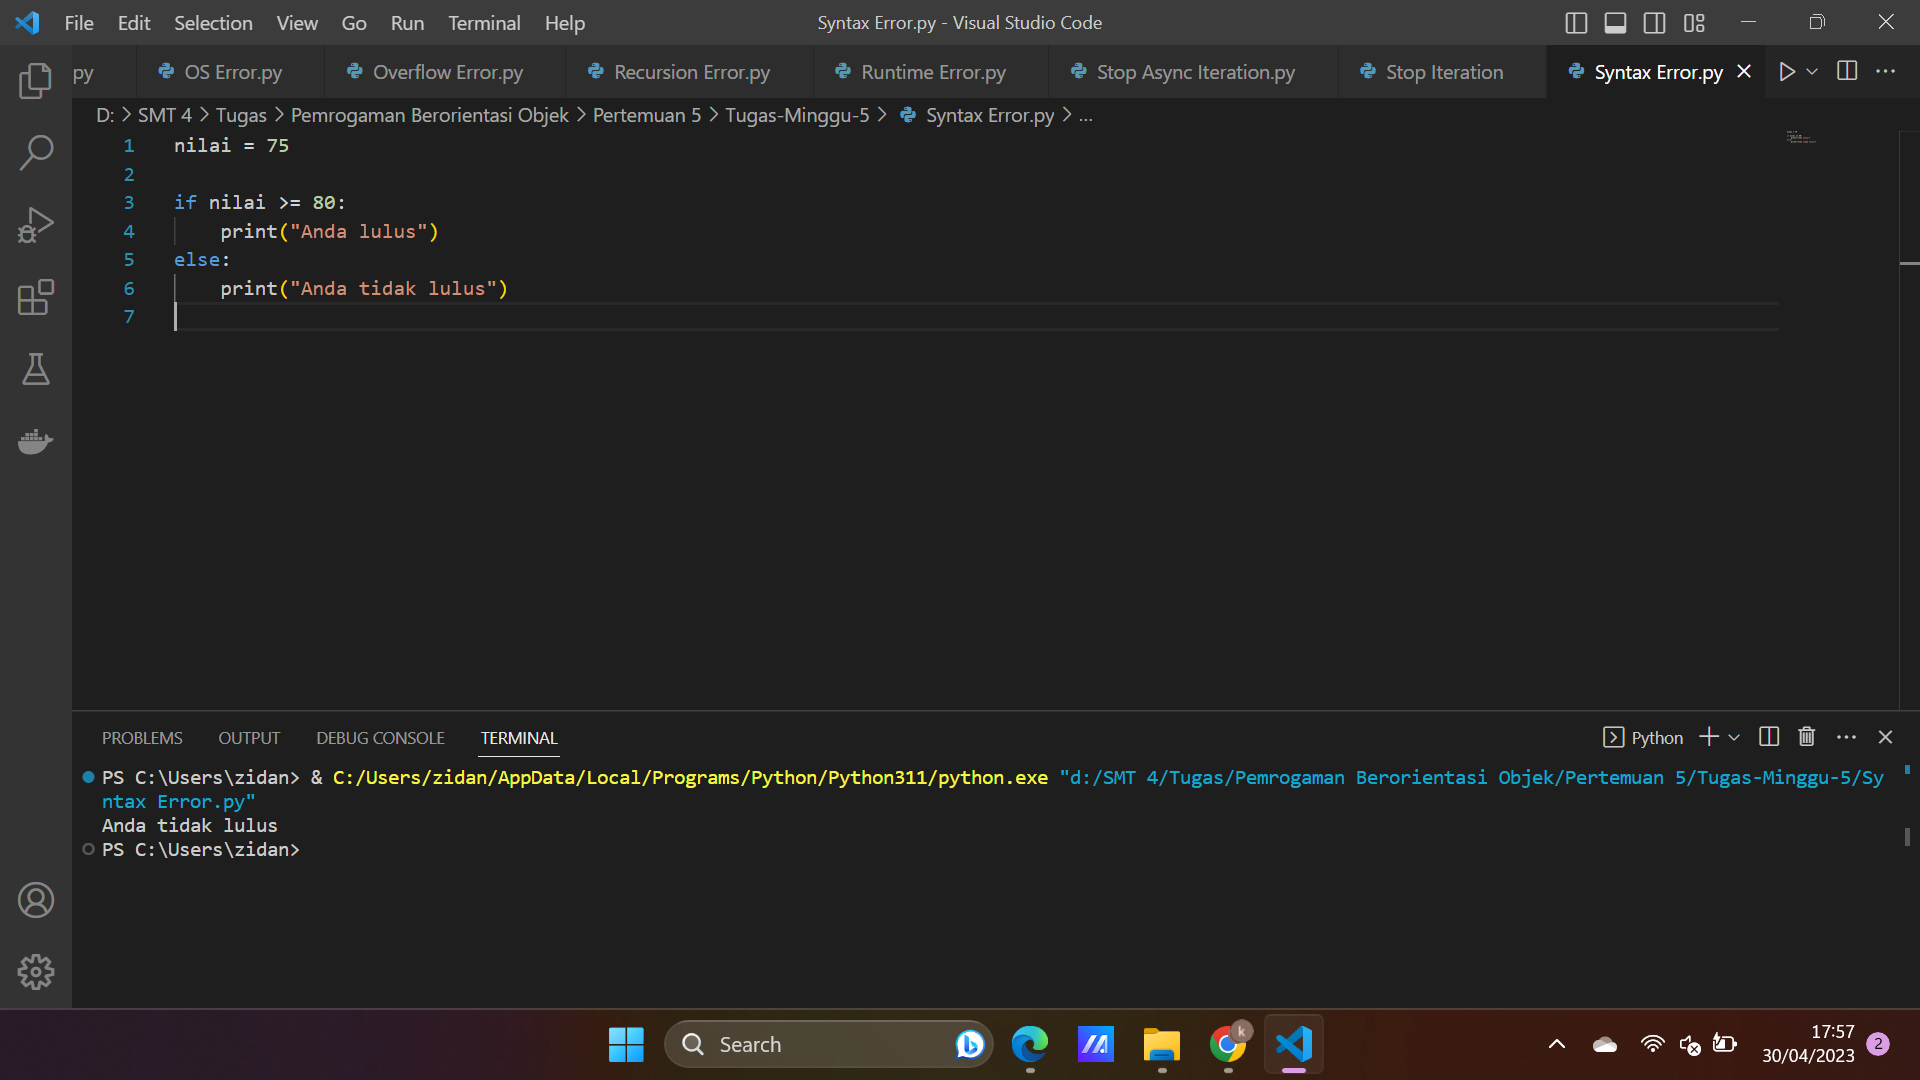 File Edit Selection View Go Run Terminal Help Syntax Error.py - Visual Studio Code
py OS Error.py Overflow Error.py Recursion Error.py Runtime Error.py Stop Async Iteration.py Stop Iteration Syntax Error.py
D: > SMT 4 > Tugas > Pemrogaman Berorientasi Objek > Pertemuan 5 > Tugas-Minggu-5 > Syntax Error.py > ...
1 nilai = 75
2
3 if nilai >= 80:
4     print("Anda lulus")
5 else:
6     print("Anda tidak lulus")
7
PROBLEMS OUTPUT DEBUG CONSOLE TERMINAL Python
PS C:\Users\zidan> & C:/Users/zidan/AppData/Local/Programs/Python/Python311/python.exe "d:/SMT 4/Tugas/Pemrogaman Berorientasi Objek/Pertemuan 5/Tugas-Minggu-5/Sy
ntax Error.py"
Anda tidak lulus
PS C:\Users\zidan>
Search k 17:57
30/04/2023 2